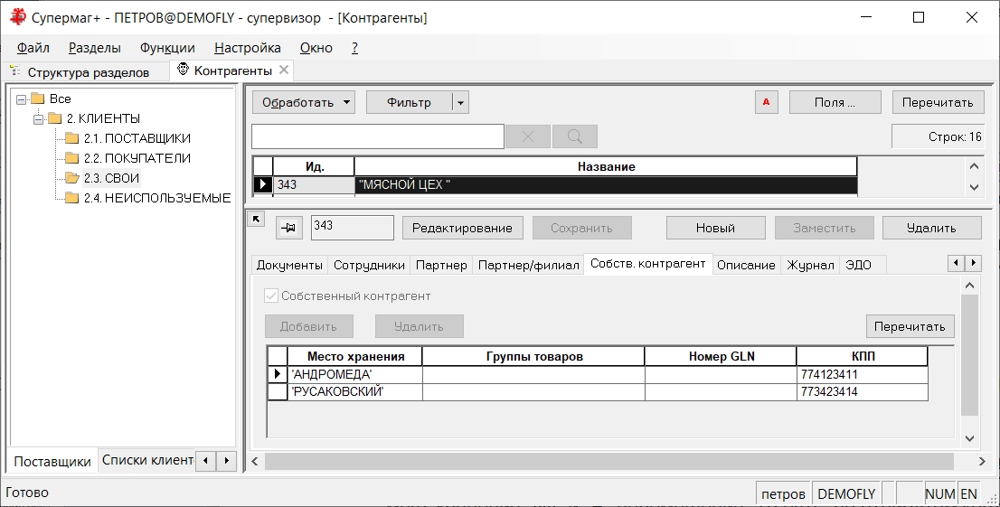 Супермаг+ - ПЕТРОВ@DEMOFLY - супервизор - [Контрагенты]
Файл Разделы Функции Настройка Окно ?
Структура разделов Контрагенты
Все
2. КЛИЕНТЫ
2.1. ПОСТАВЩИКИ
2.2. ПОКУПАТЕЛИ
2.3. СВОИ
2.4. НЕИСПОЛЬЗУЕМЫЕ
Поставщики Списки клиент
Обработать Фильтр A Поля ... Перечитать
Строк: 16
Ид. Название
343 "МЯСНОЙ ЦЕХ "
343 Редактирование Сохранить Новый Заместить Удалить
Документы Сотрудники Партнер Партнер/филиал Собств. контрагент Описание Журнал ЭДО
Собственный контрагент
Добавить Удалить Перечитать
Место хранения Группы товаров Номер GLN КПП
'АНДРОМЕДА' 774123411
'РУСАКОВСКИЙ' 773423414
Готово петров DEMOFLY NUM EN